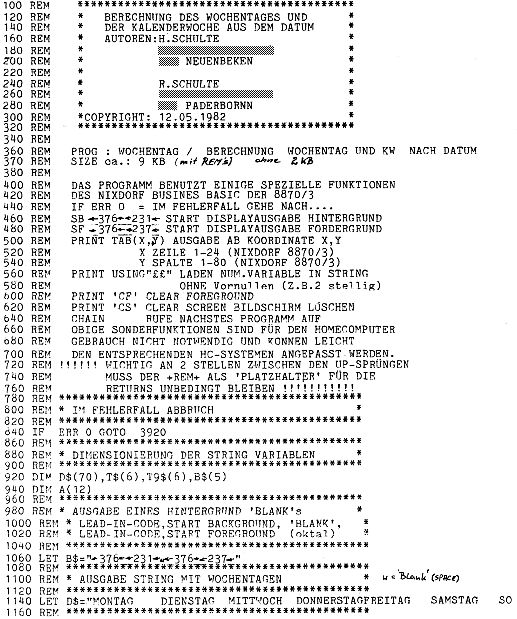 100 REM *****************************************
120 REM * BERECHNUNG DES WOCHENTAGES UND *
140 REM * DER KALENDERWOCHE AUS DEM DATUM *
160 REM * AUTOREN:H.SCHULTE *
180 REM * *
200 REM * NEUENBEKEN *
220 REM * *
240 REM * R.SCHULTE *
260 REM * *
280 REM * PADERBORNN *
300 REM *COPYRIGHT: 12.05.1982 *
320 REM *****************************************
340 REM
360 REM PROG : WOCHENTAG / BERECHNUNG WOCHENTAG UND KW NACH DATUM
370 REM SIZE ca.: 9 KB (mit REM's) ohne 2 KB
380 REM
400 REM DAS PROGRAMM BENUTZT EINIGE SPEZIELLE FUNKTIONEN
420 REM DES NIXDORF BUSINES BASIC DER 8870/3
440 REM IF ERR 0 = IM FEHLERFALL GEHE NACH....
460 REM SB ←376←←231← START DISPLAYAUSGABE HINTERGRUND
480 REM SF ←376←←237← START DISPLAYAUSGABE FORDERGRUND
500 REM PRINT TAB(X,Y) AUSGABE AB KOORDINATE X,Y
520 REM X ZEILE 1-24 (NIXDORF 8870/3)
540 REM Y SPALTE 1-80 (NIXDORF 8870/3)
560 REM PRINT USING"££" LADEN NUM.VARIABLE IN STRING
580 REM OHNE Vornullen (Z.B.2 stellig)
600 REM PRINT 'CF' CLEAR FOREGROUND
620 REM PRINT 'CS' CLEAR SCREEN BILDSCHIRM LÖSCHEN
640 REM CHAIN RUFE NACHSTES PROGRAMM AUF
660 REM OBIGE SONDERFUNKTIONEN SIND FÜR DEN HOMECOMPUTER
680 REM GEBRAUCH NICHT NOTWENDIG UND KÖNNEN LEICHT
700 REM DEN ENTSPRECHENDEN HC-SYSTEMEN ANGEPASST WERDEN.
720 REM !!!!!! WICHTIG AN 2 STELLEN ZWISCHEN DEN UP-SPRÜNGEN
740 REM MUSS DER +REM+ ALS 'PLATZHALTER' FÜR DIE
760 REM RETURNS UNBEDINGT BLEIBEN !!!!!!!!!!!
780 REM ******************************************
800 REM * IM FEHLERFALL ABBRUCH *
820 REM ******************************************
840 IF ERR 0 GOTO 3920
860 REM ******************************************
880 REM * DIMENSIONIERUNG DER STRING VARIABLEN *
900 REM ******************************************
920 DIM D$(70),T$(6),T9$(6),B$(5)
940 DIM A(12)
960 REM ******************************************
980 REM * AUSGABE EINES HINTERGRUND 'BLANK's
1000 REM * LEAD-IN-CODE,START BACKGROUND, 'BLANK', *
1020 REM * LEAD-IN-CODE,START FOREGROUND (oktal) *
1040 REM ******************************************
1060 LET B$="←376←←231←␣←376←←237←"
1080 REM ******************************************
1100 REM * AUSGABE STRING MIT WOCHENTAGEN * ␣ = 'Blank' (SPACE)
1120 REM ******************************************
1140 LET D$="MONTAG DIENSTAG MITTWOCH DONNERSTAGFREITAG SAMSTAG SO
1160 REM ******************************************